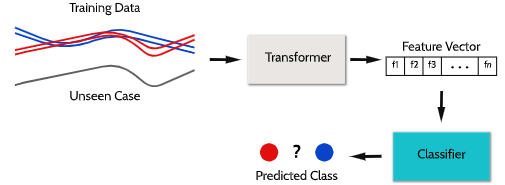 Training Data
Unseen Case
Transformer
Feature Vector
f1 f2 f3 . . . fn
Classifier
?
Predicted Class